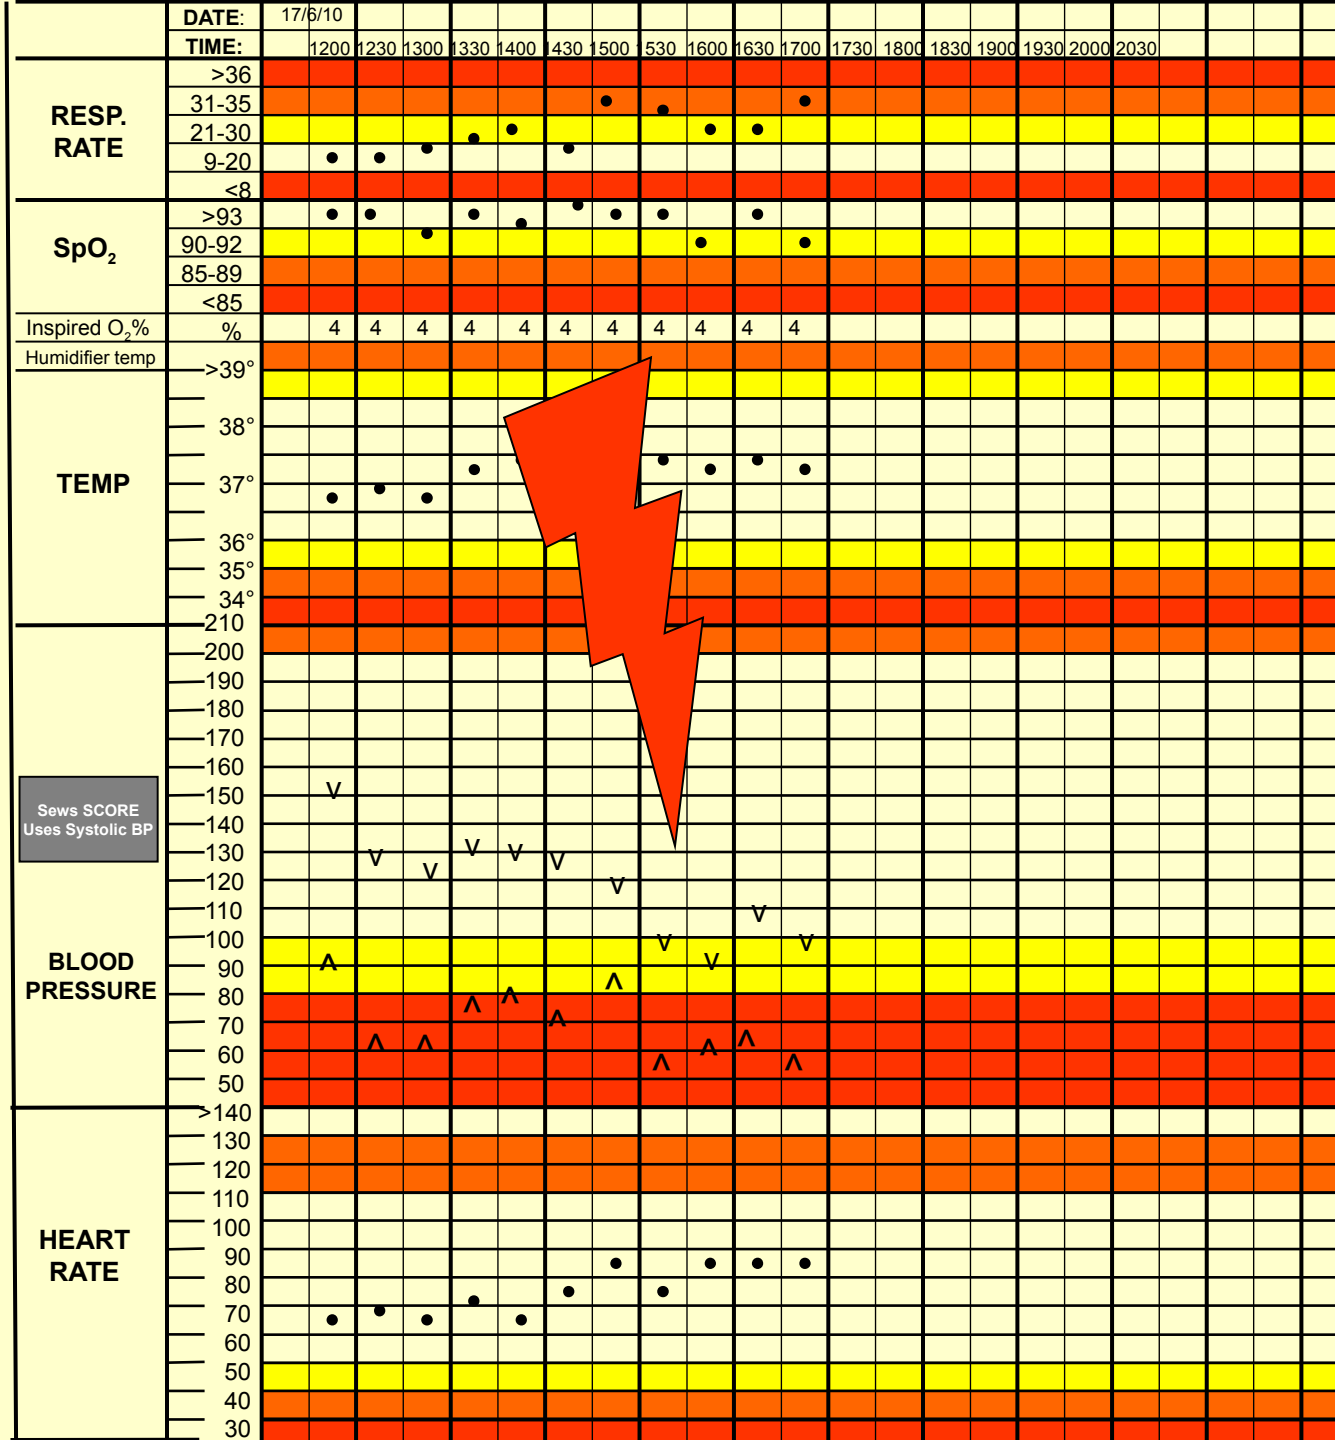 DATE: 17/6/10
TIME: 1200 1230 1300 1330 1400 1430 1500 1530 1600 1630 1700 1730 1800 1830 1900 1930 2000 2030
RESP. RATE
>36
31-35
21-30
9-20
<8
SpO₂
>93
90-92
85-89
<85
Inspired O₂% % 4 4 4 4 4 4 4 4 4 4 4
Humidifier temp
TEMP
>39°
38°
37°
36°
35°
34°
210
200
190
180
170
160
150
140
130
120
110
100
90
80
70
60
50
Sews SCORE
Uses Systolic BP
BLOOD
PRESSURE
V V V V V V V V V V V
Λ Λ Λ Λ Λ Λ Λ Λ Λ Λ Λ
>140
130
120
110
100
90
80
70
60
50
40
30
HEART
RATE